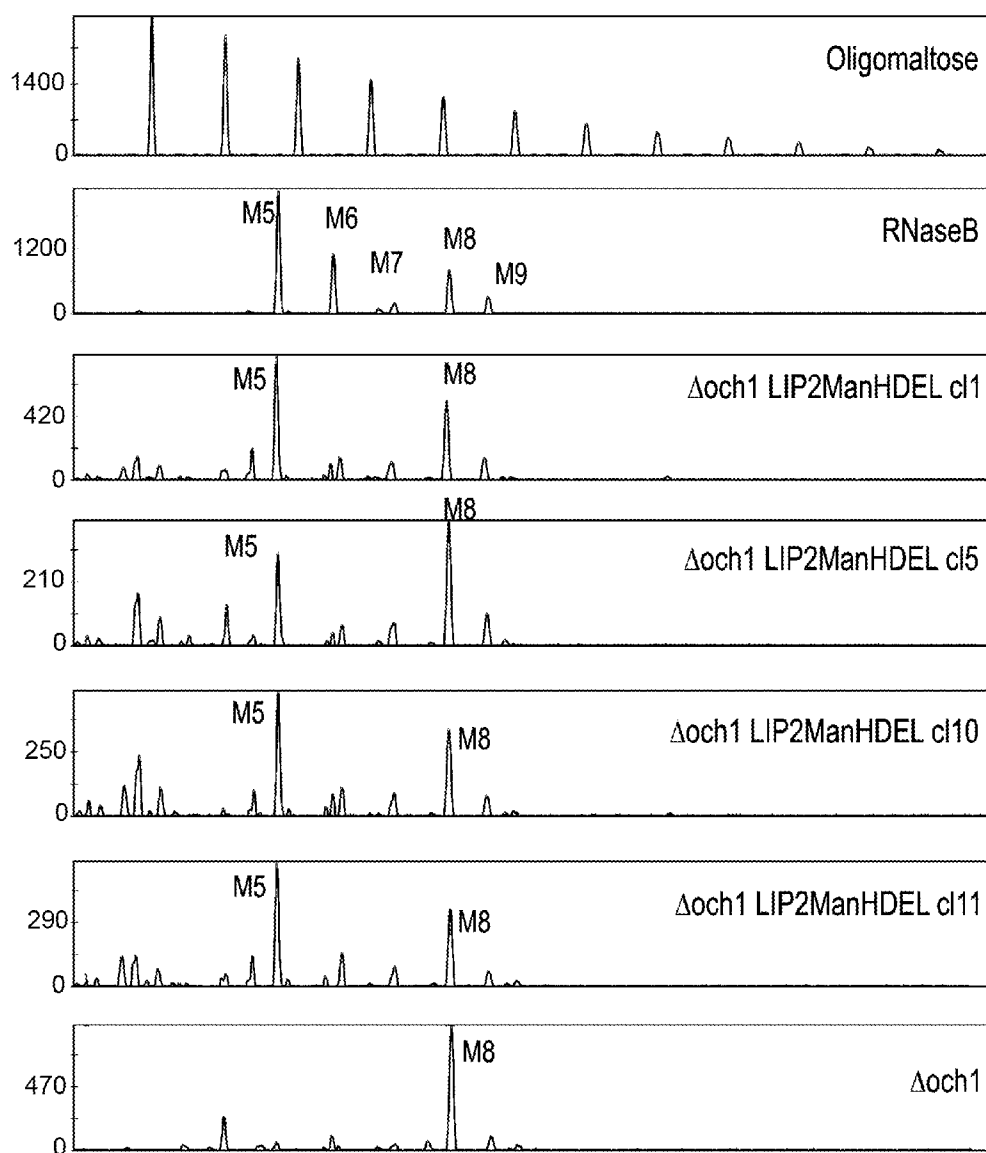 Oligomaltose
1400
0
RNaseB
M5
M6
M7
M8
M9
1200
0
Δoch1 LIP2ManHDEL cl1
M5
M8
420
0
Δoch1 LIP2ManHDEL cl5
M5
M8
210
0
Δoch1 LIP2ManHDEL cl10
M5
M8
250
0
Δoch1 LIP2ManHDEL cl11
M5
M8
290
0
Δoch1
M8
470
0